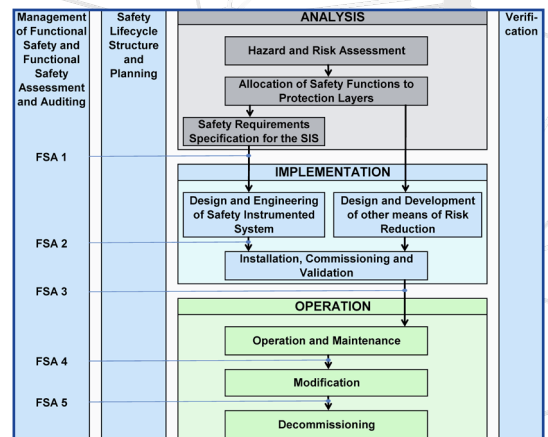 Management
of Functional
Safety and
Functional
Safety
Assessment
and Auditing
Safety
Lifecycle
Structure
and
Planning
ANALYSIS
Hazard and Risk Assessment
Allocation of Safety Functions to
Protection Layers
Safety Requirements
Specification for the SIS
Verifi-
cation
FSA 1
IMPLEMENTATION
Design and Engineering
of Safety Instrumented
System
Design and Development
of other means of Risk
Reduction
FSA 2
Installation, Commissioning and
Validation
FSA 3
OPERATION
Operation and Maintenance
FSA 4
Modification
FSA 5
Decommissioning